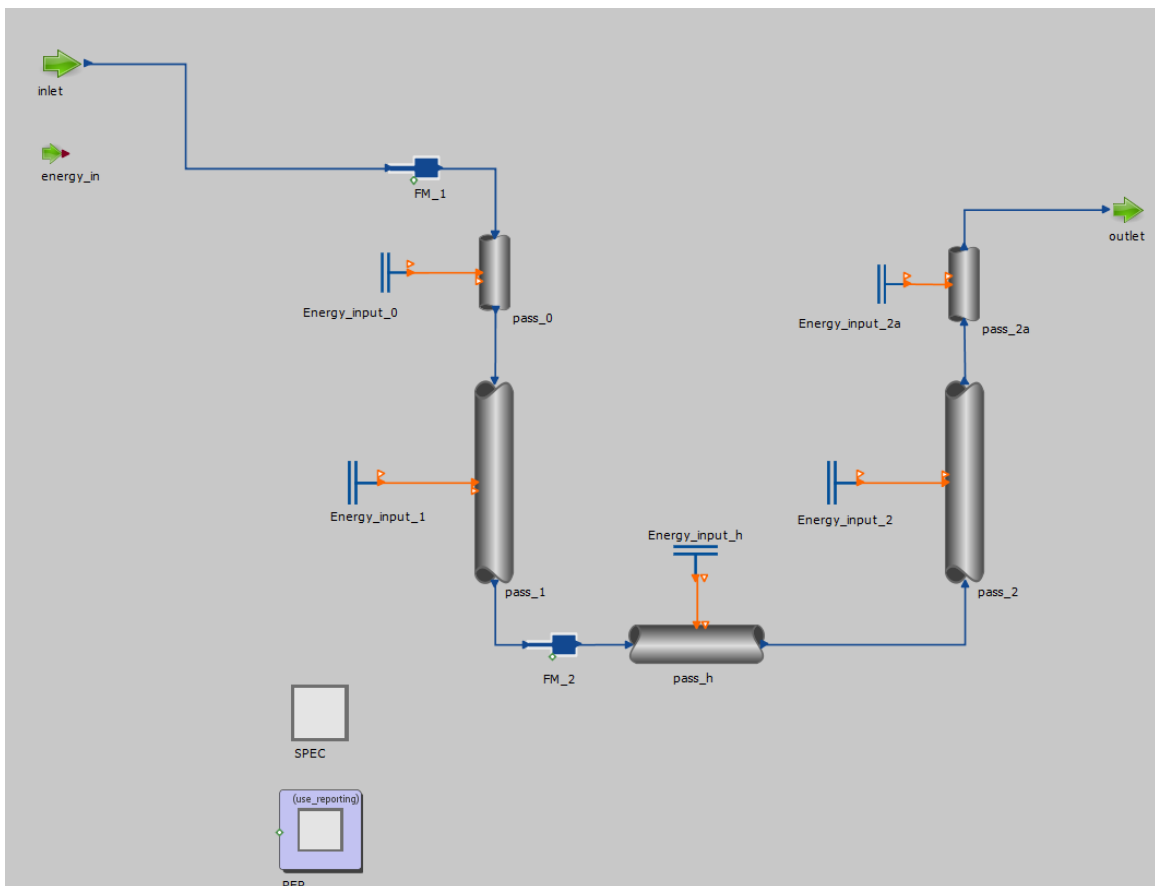 inlet
energy_in
FM_1
outlet
Energy_input_0
pass_0
Energy_input_2a
pass_2a
Energy_input_1
Energy_input_2
Energy_input_h
pass_1
pass_2
FM_2
pass_h
SPEC
(use_reporting)